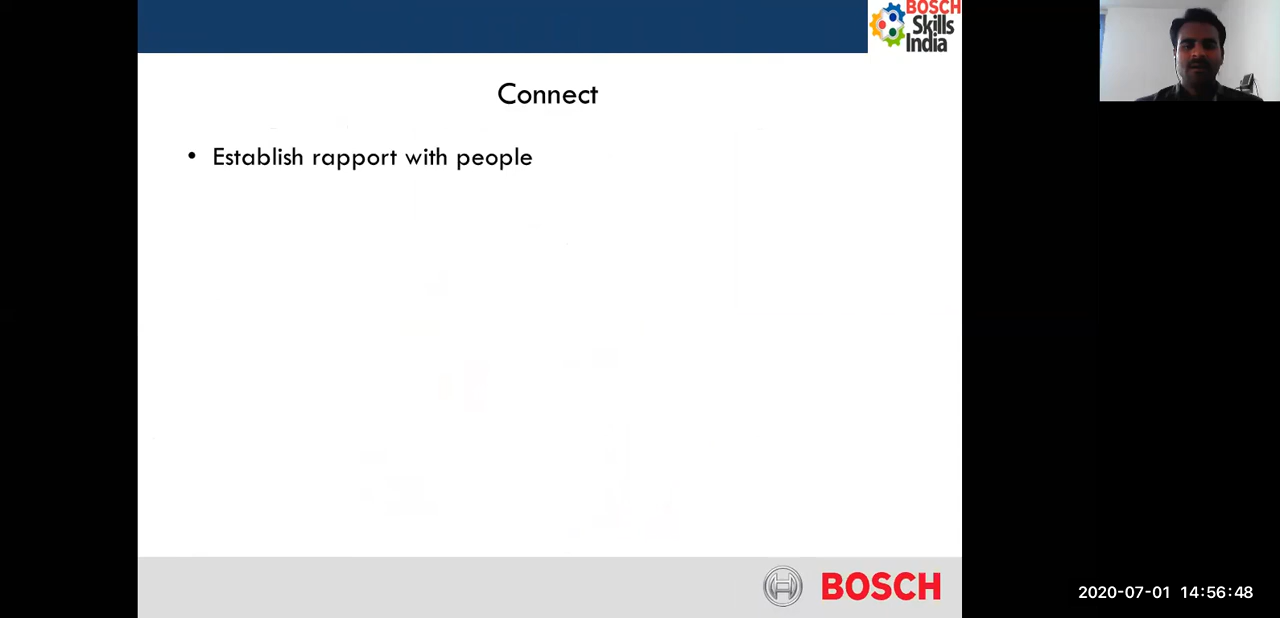 BOSCH
Skills
India
Connect
• Establish rapport with people
BOSCH
2020-07-01 14:56:48